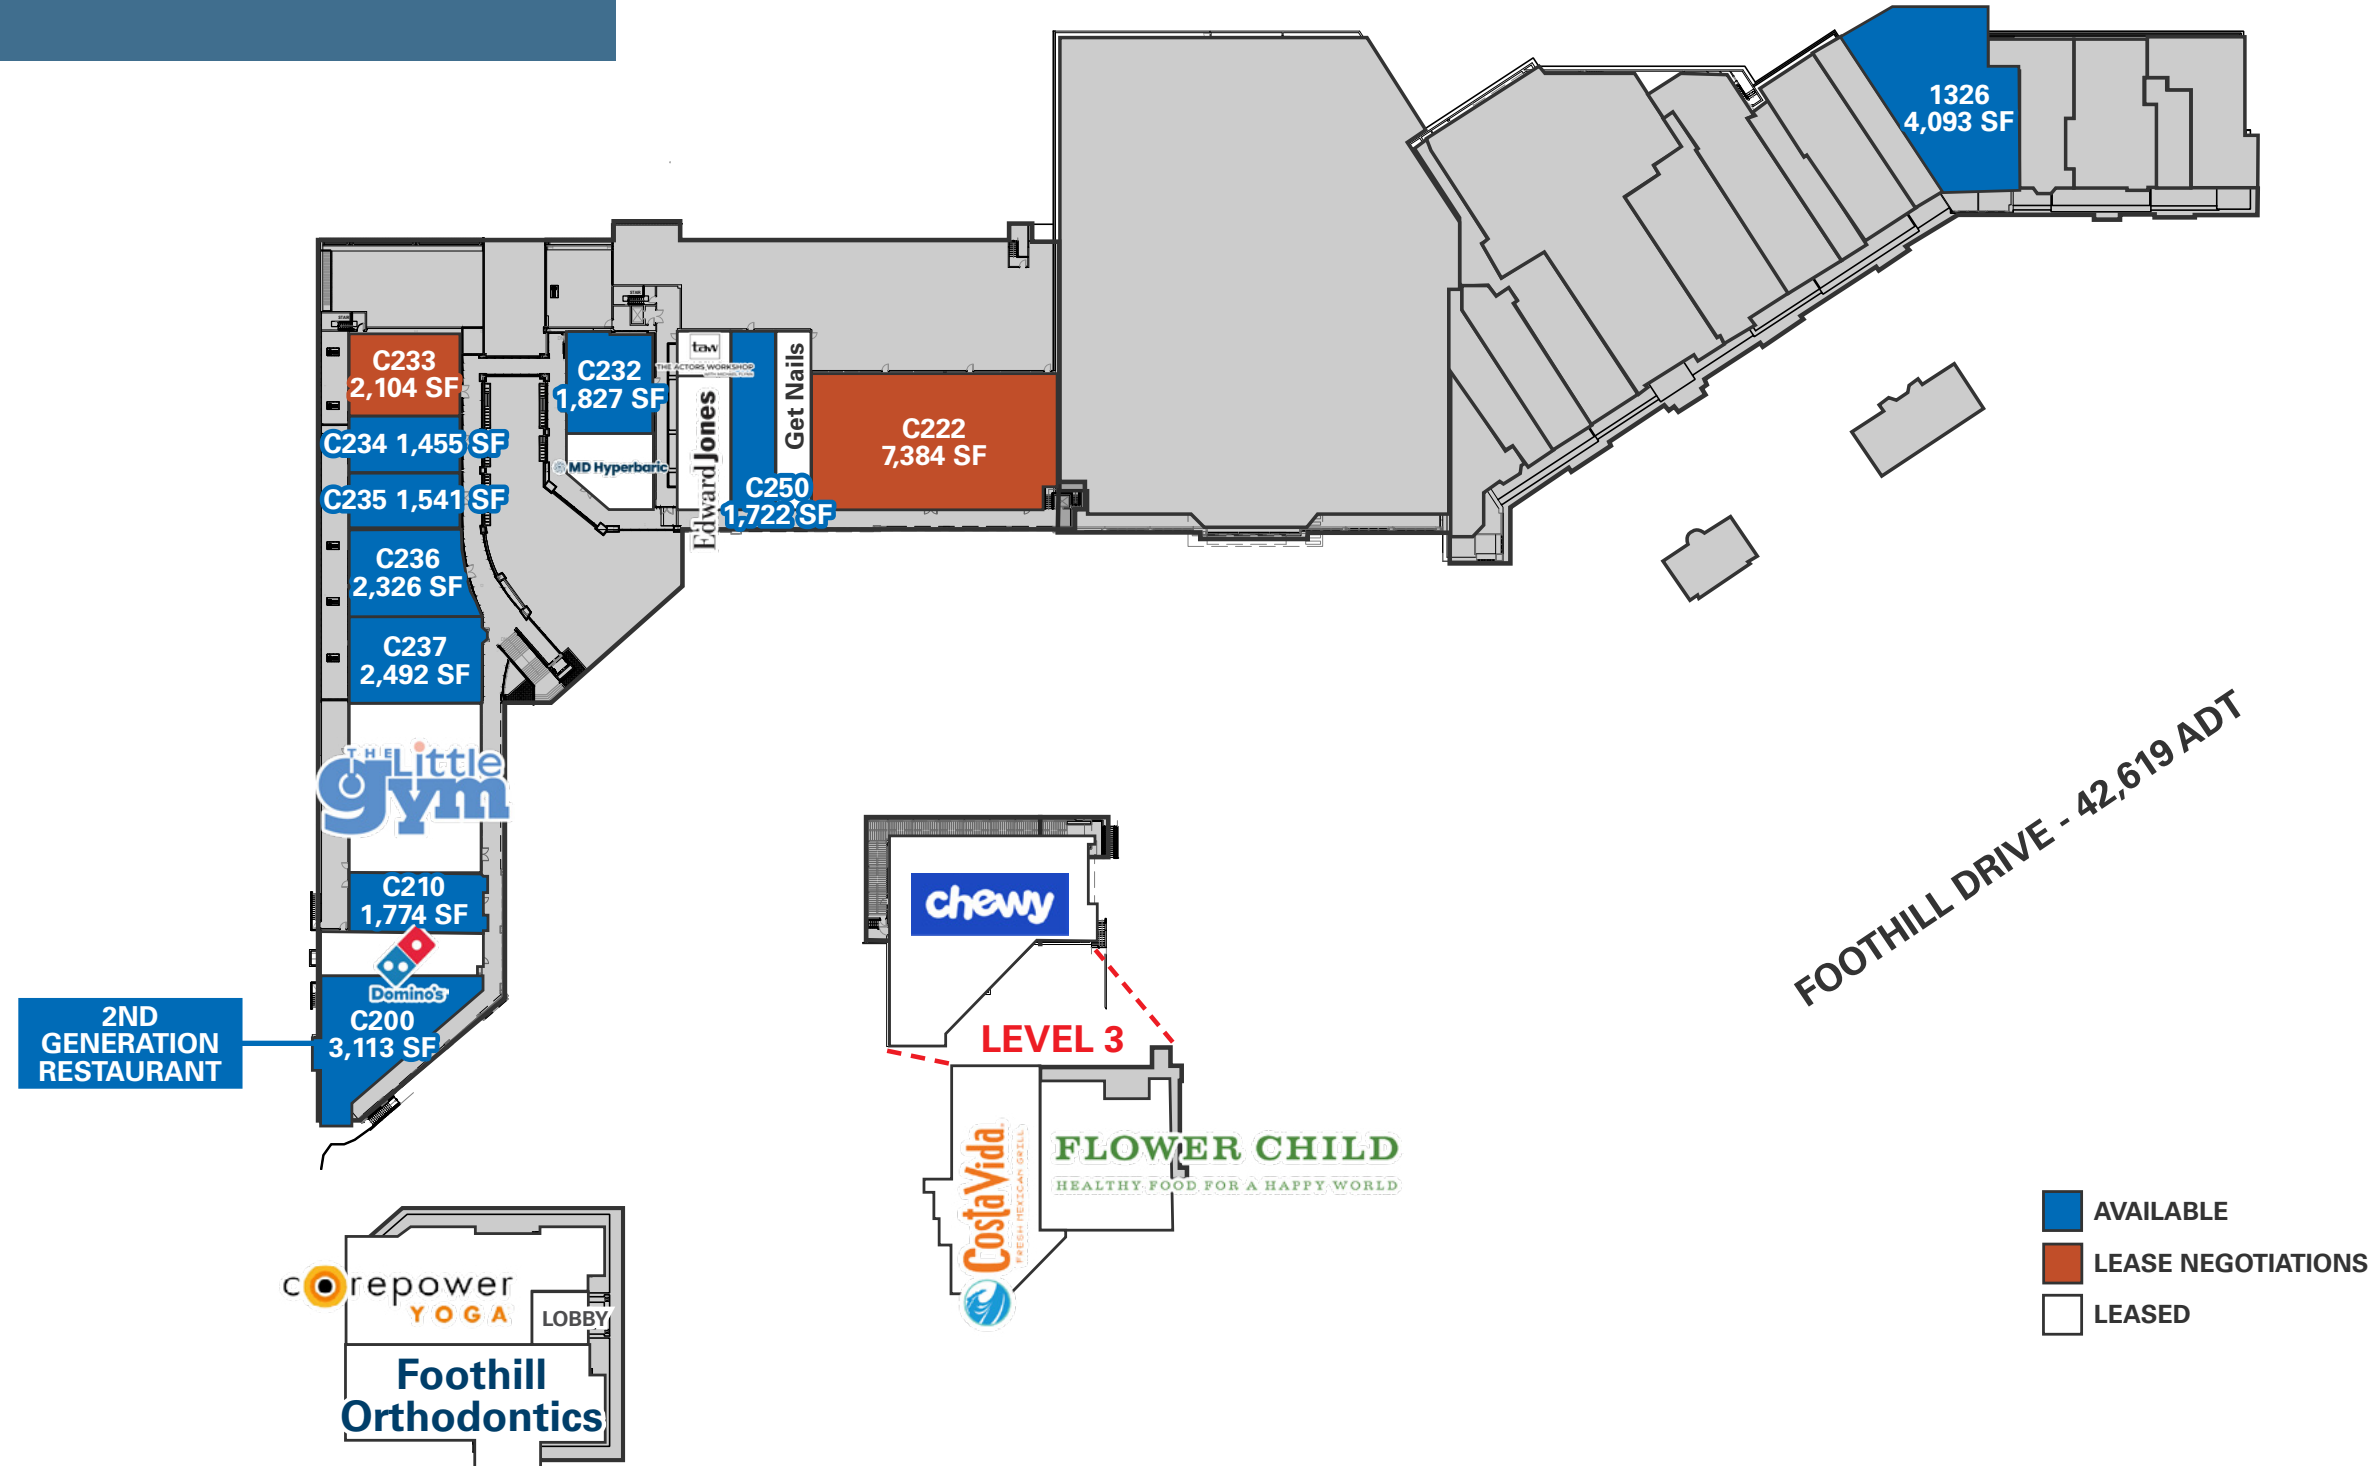 1326
4,093 SF
STAIR
STAIR
C233
2,104 SF
C232
1,827 SF
taw
THE ACTORS WORKSHOP
EdwardJones
Get Nails
C222
7,384 SF
C234 1,455 SF
MD Hyperbaric
C235 1,541 SF
C250
1,722 SF
C236
2,326 SF
C237
2,492 SF
THE
Little
gym
FOOTHILL DRIVE - 42,619 ADT
C210
1,774 SF
chewy
Domino's
C200
3,113 SF
2ND
GENERATION
RESTAURANT
LEVEL 3
CostaVida
FRESH MEXICAN GRILL
FLOWER CHILD
HEALTHY FOOD FOR A HAPPY WORLD
corepower
YOGA
LOBBY
Foothill
Orthodontics
AVAILABLE
LEASE NEGOTIATIONS
LEASED